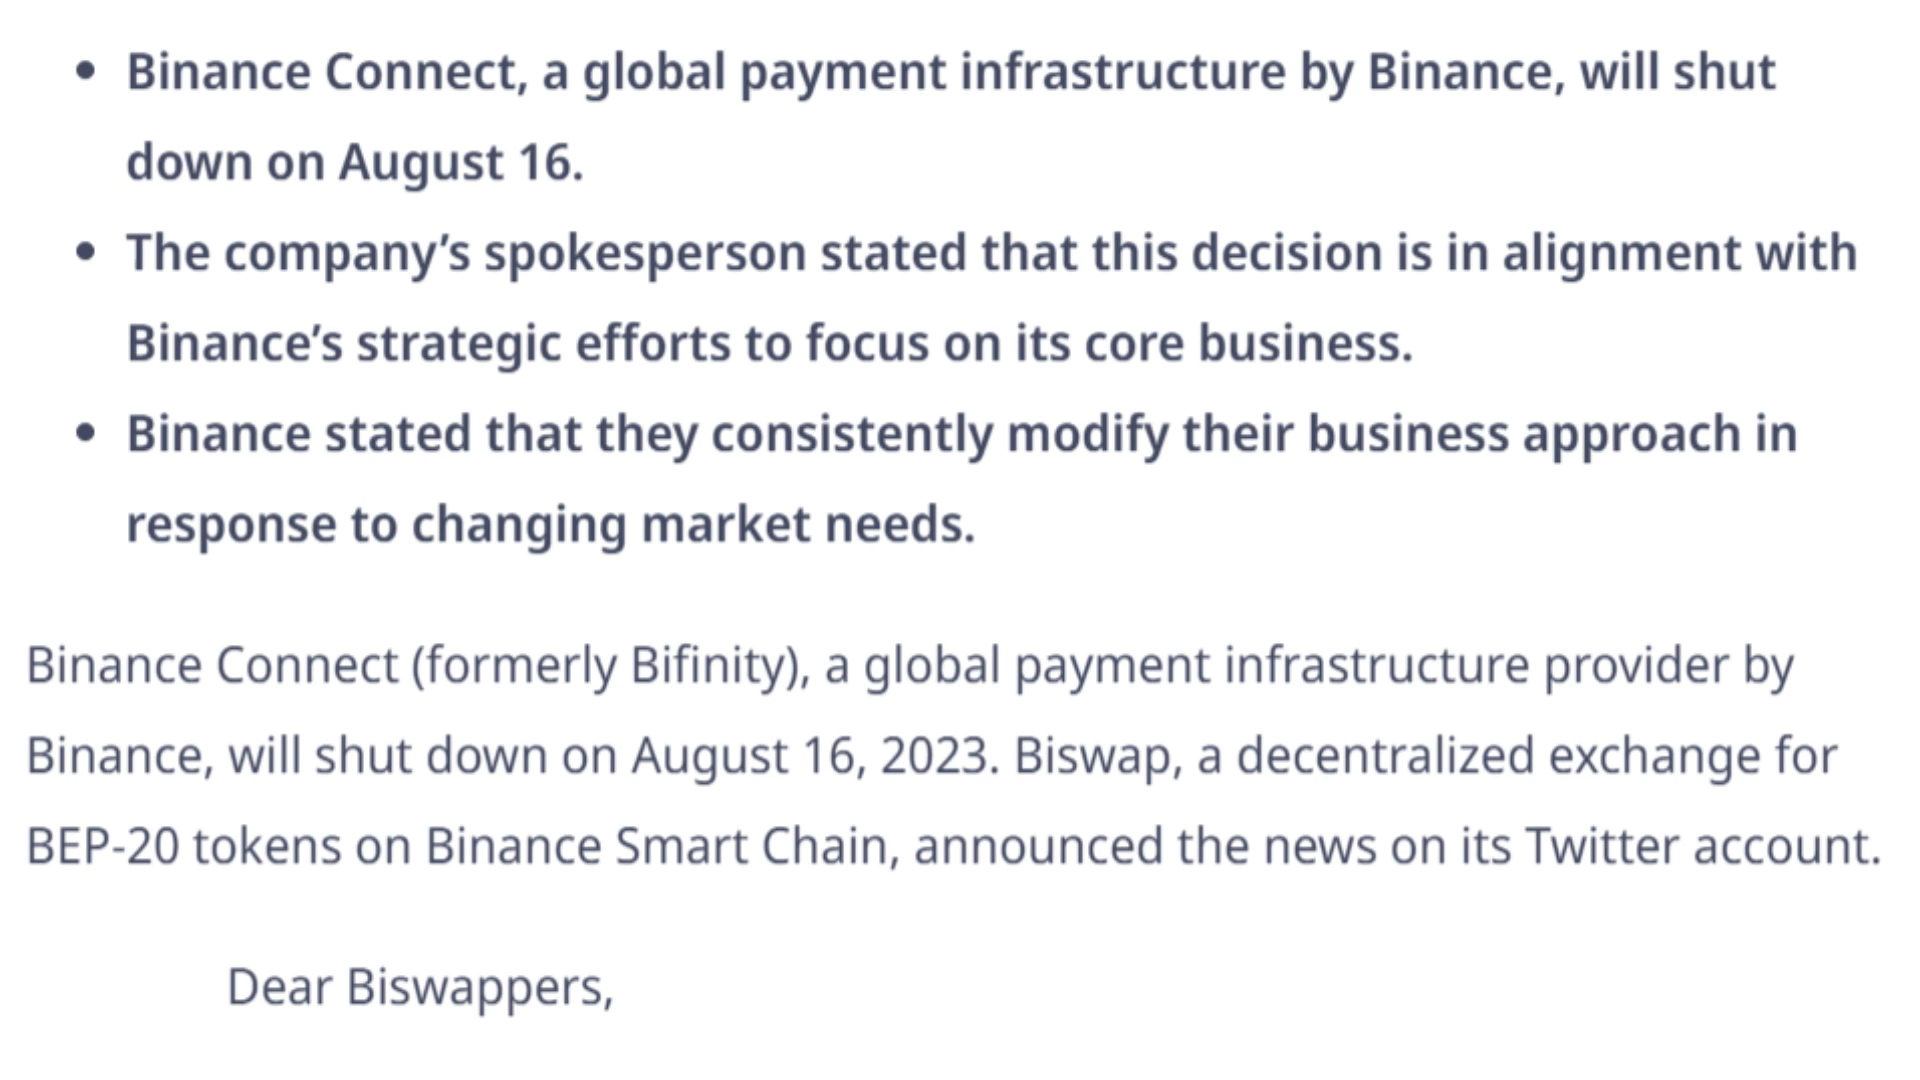 • Binance Connect, a global payment infrastructure by Binance, will shut
down on August 16.
• The company’s spokesperson stated that this decision is in alignment with
Binance’s strategic efforts to focus on its core business.
• Binance stated that they consistently modify their business approach in
response to changing market needs.
Binance Connect (formerly Bifinity), a global payment infrastructure provider by
Binance, will shut down on August 16, 2023. Biswap, a decentralized exchange for
BEP-20 tokens on Binance Smart Chain, announced the news on its Twitter account.
Dear Biswappers,